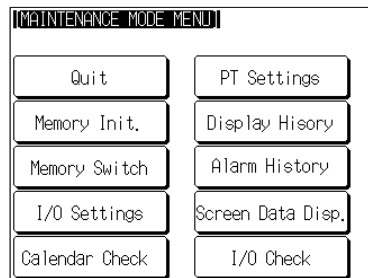 [MAINTENANCE MODE MENU]
Quit
PT Settings
Memory Init.
Display Hisory
Memory Switch
Alarm History
I/O Settings
Screen Data Disp.
Calendar Check
I/O Check